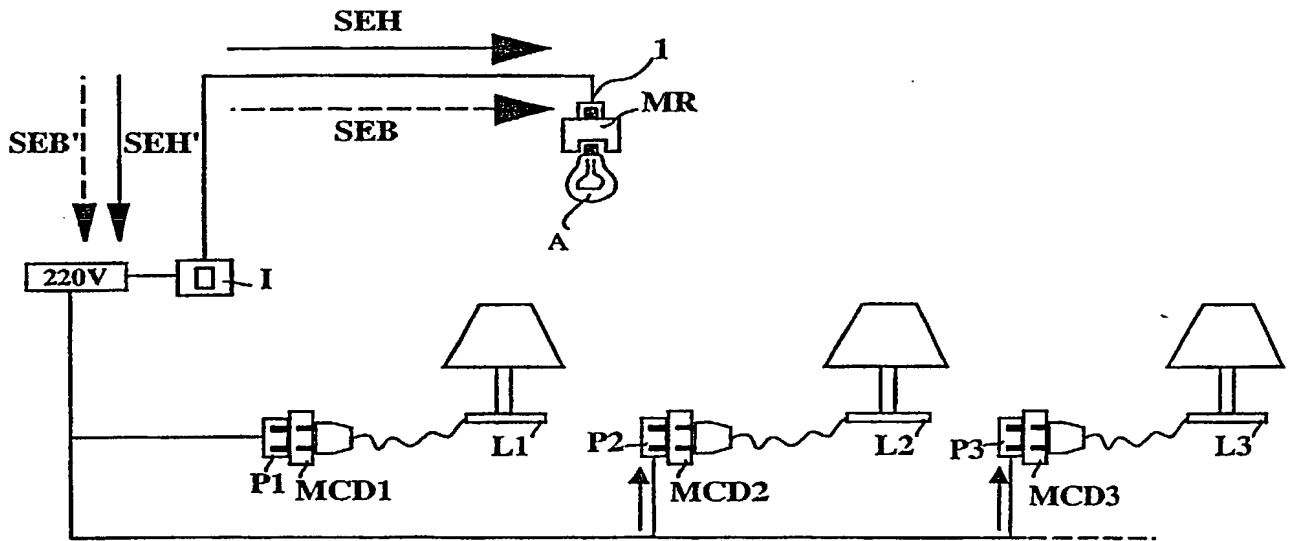 SEH
1
MR
SEB
SEB' SEH'
A
220V
I
L1 L2 L3
P1 P2 P3
MCD1 MCD2 MCD3